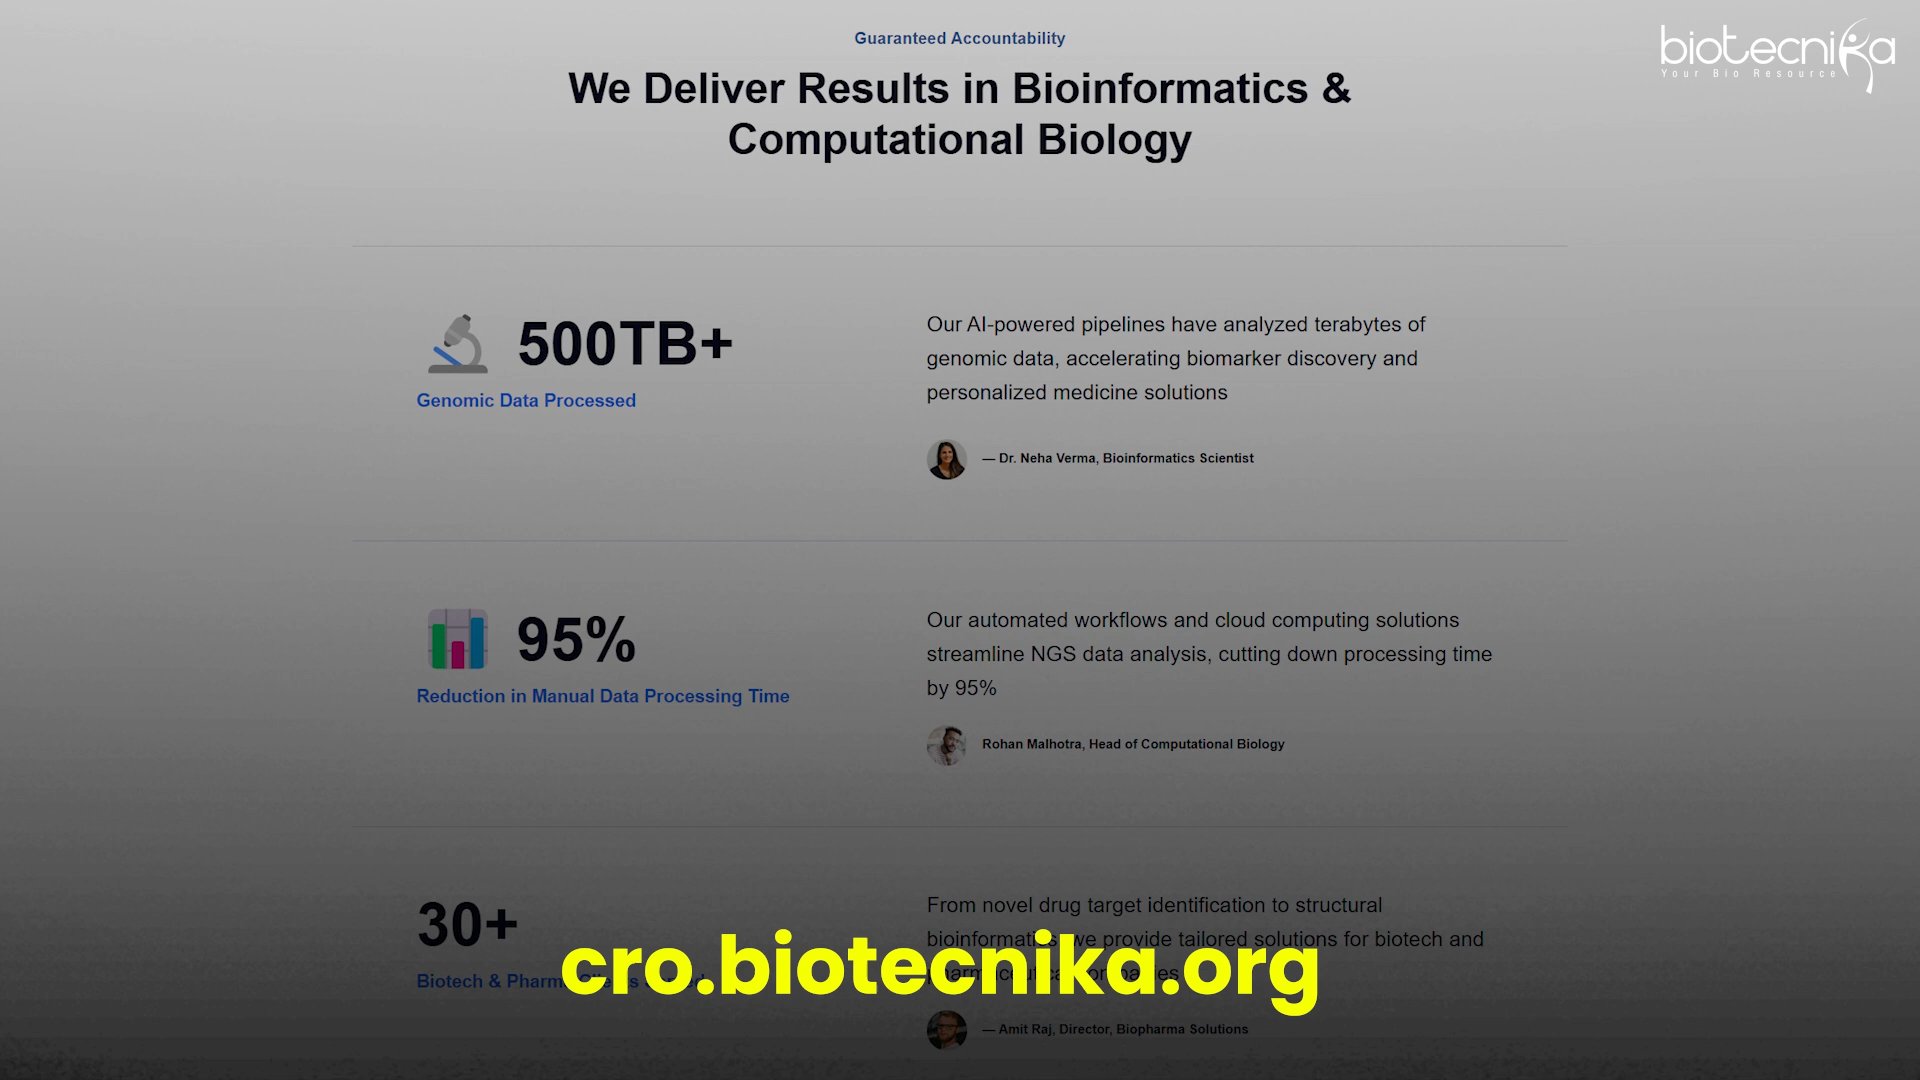 Guaranteed Accountability
biotecnika
Your Bio Resource
We Deliver Results in Bioinformatics &
Computational Biology
500TB+
Genomic Data Processed
Our AI-powered pipelines have analyzed terabytes of
genomic data, accelerating biomarker discovery and
personalized medicine solutions
— Dr. Neha Verma, Bioinformatics Scientist
95%
Reduction in Manual Data Processing Time
Our automated workflows and cloud computing solutions
streamline NGS data analysis, cutting down processing time
by 95%
Rohan Malhotra, Head of Computational Biology
30+
Biotech & Pharma
From novel drug target identification to structural
bioinformatics, we provide tailored solutions for biotech and
cro.biotecnika.org
— Amit Raj, Director, Biopharma Solutions